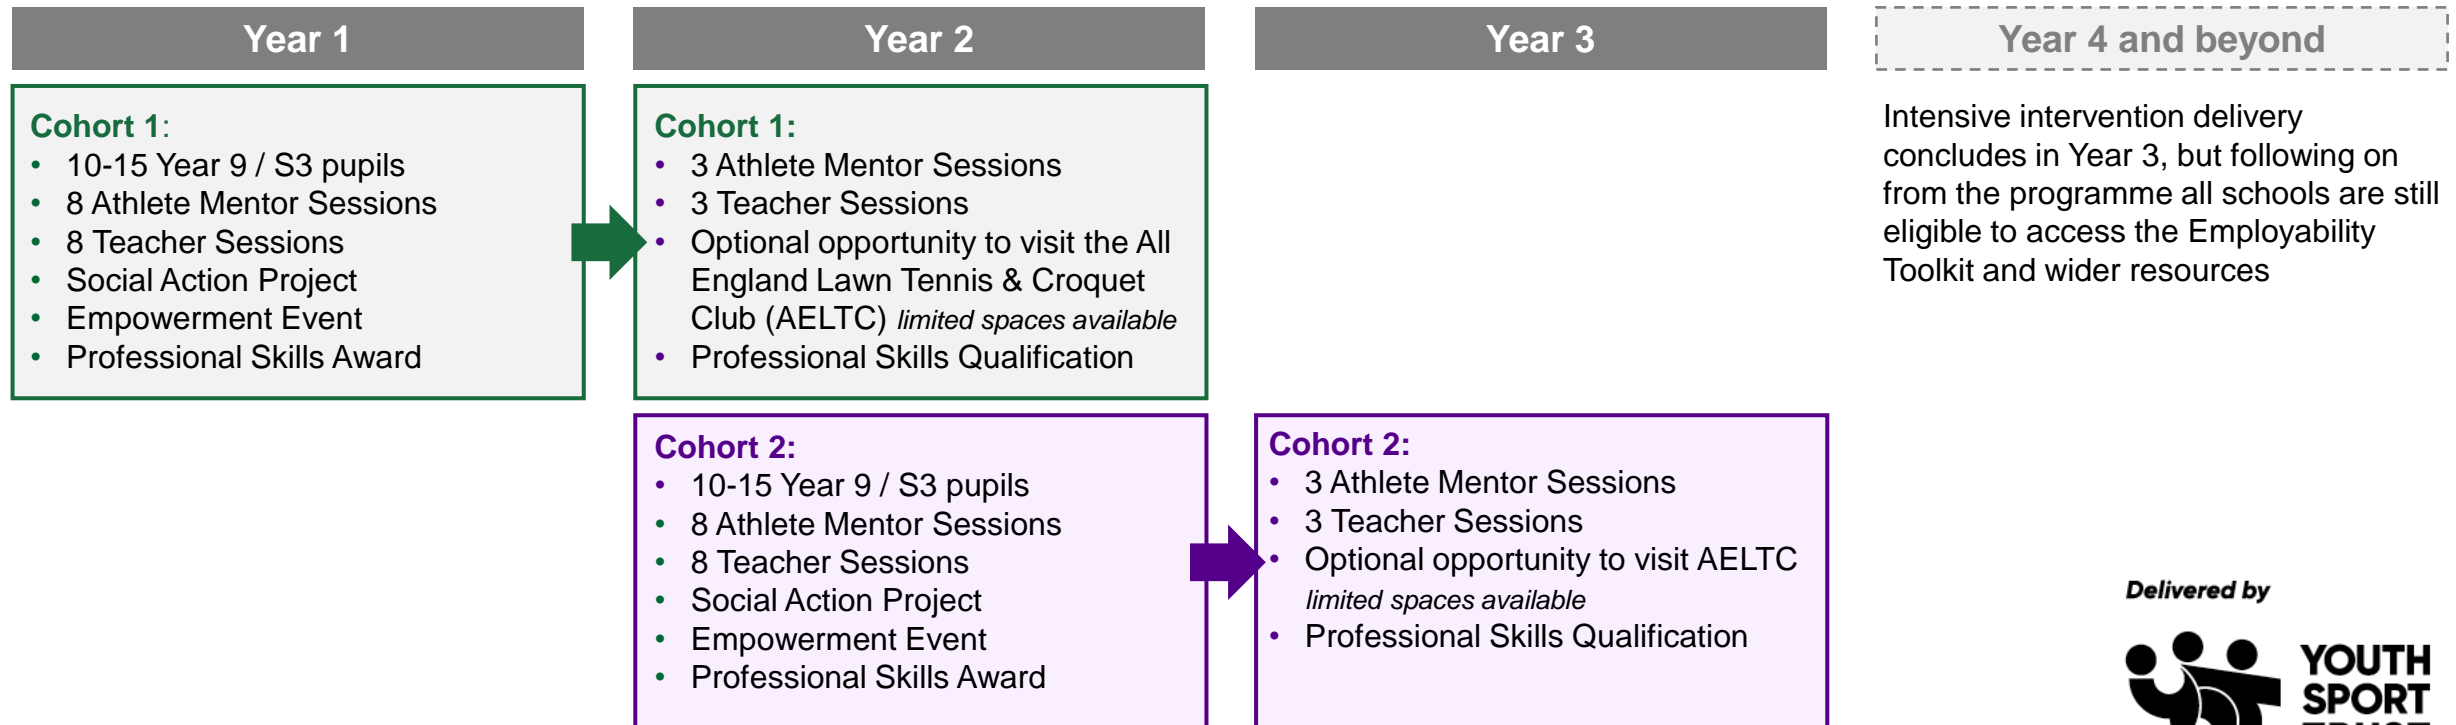 Year 1
Cohort 1:
• 10-15 Year 9 / S3 pupils
• 8 Athlete Mentor Sessions
• 8 Teacher Sessions
• Social Action Project
• Empowerment Event
• Professional Skills Award
Year 2
Cohort 1:
• 3 Athlete Mentor Sessions
• 3 Teacher Sessions
• Optional opportunity to visit the All
England Lawn Tennis & Croquet
Club (AELTC) limited spaces available
• Professional Skills Qualification
Cohort 2:
• 10-15 Year 9 / S3 pupils
• 8 Athlete Mentor Sessions
• 8 Teacher Sessions
• Social Action Project
• Empowerment Event
• Professional Skills Award
Year 3
Cohort 2:
• 3 Athlete Mentor Sessions
• 3 Teacher Sessions
• Optional opportunity to visit AELTC
limited spaces available
• Professional Skills Qualification
Year 4 and beyond
Intensive intervention delivery
concludes in Year 3, but following on
from the programme all schools are still
eligible to access the Employability
Toolkit and wider resources
Delivered by
YOUTH
SPORT
TRUST